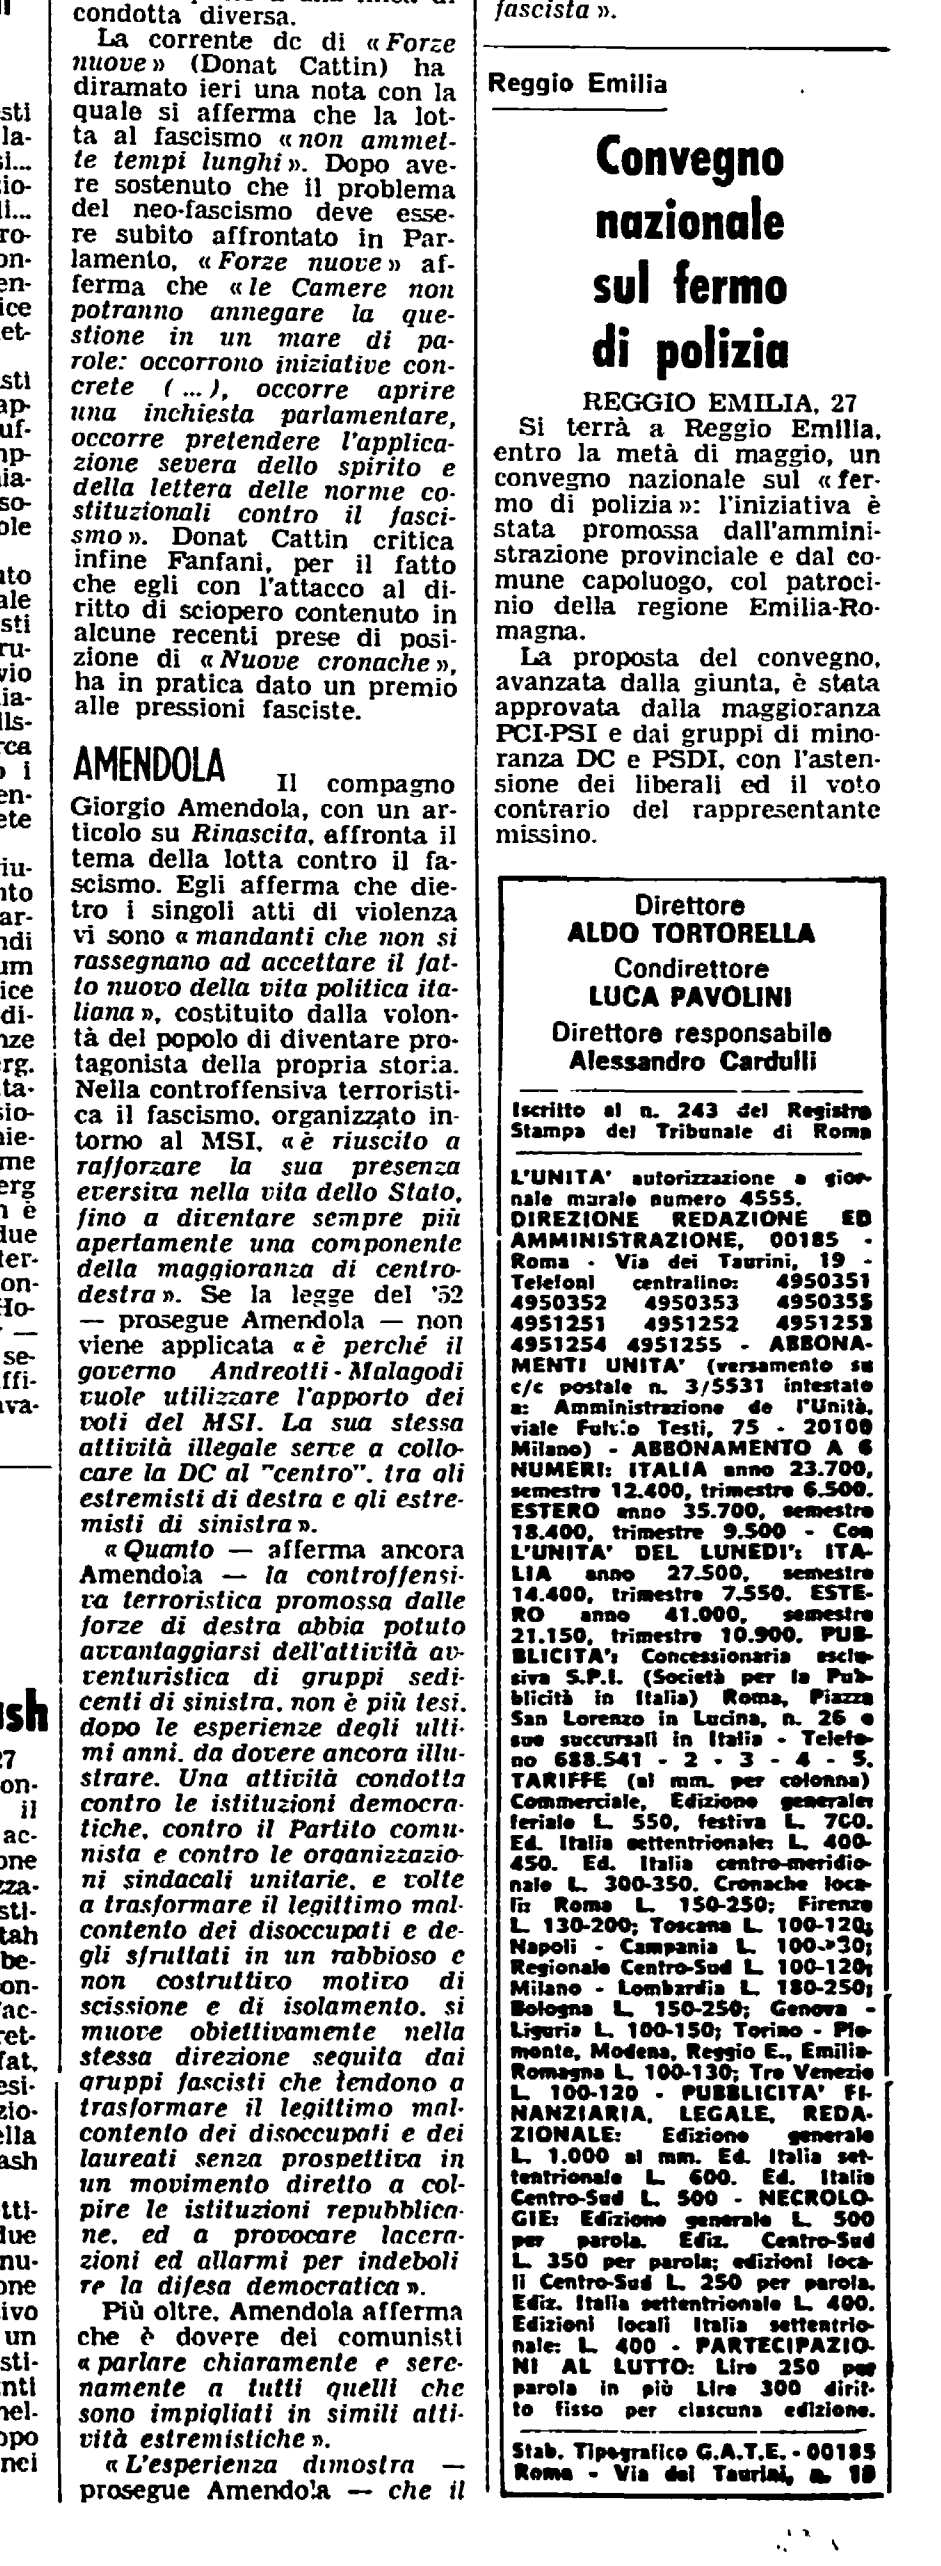 condotta diversa.
La corrente dc di « Forze
nuove » (Donat Cattin) ha
diramato ieri una nota con la
quale si afferma che la lot-
ta al fascismo « non ammet-
te tempi lunghi ». Dopo ave-
re sostenuto che il problema
del neo-fascismo deve esse-
re subito affrontato in Par-
lamento, « Forze nuove » af-
ferma che « le Camere non
potranno annegare la que-
stione in un mare di pa-
role: occorrono iniziative con-
crete (...), occorre aprire
una inchiesta parlamentare,
occorre pretendere l'applica-
zione severa dello spirito e
della lettera delle norme co-
stituzionali contro il fasci-
smo ». Donat Cattin critica
infine Fanfani, per il fatto
che egli con l'attacco al di-
ritto di sciopero contenuto in
alcune recenti prese di posi-
zione di « Nuove cronache »,
ha in pratica dato un premio
alle pressioni fasciste.
AMENDOLA Il compagno
Giorgio Amendola, con un ar-
ticolo su Rinascita, affronta il
tema della lotta contro il fa-
scismo. Egli afferma che die-
tro i singoli atti di violenza
vi sono « mandanti che non si
rassegnano ad accettare il fat-
to nuovo della vita politica ita-
liana », costituito dalla volon-
tà del popolo di diventare pro-
tagonista della propria storia.
Nella controffensiva terroristi-
ca il fascismo, organizzato in-
torno al MSI, « è riuscito a
rafforzare la sua presenza
eversiva nella vita dello Stato,
fino a diventare sempre più
apertamente una componente
della maggioranza di centro-
destra ». Se la legge del '52
— prosegue Amendola — non
viene applicata « è perché il
governo Andreotti - Malagodi
vuole utilizzare l'apporto dei
voti del MSI. La sua stessa
attività illegale serve a collo-
care la DC al "centro", tra gli
estremisti di destra e gli estre-
misti di sinistra ».
« Quanto — afferma ancora
Amendola — la controffensi-
va terroristica promossa dalle
forze di destra abbia potuto
avvantaggiarsi dell'attività av-
venturistica di gruppi sedi-
centi di sinistra, non è più tesi,
dopo le esperienze degli ulti-
mi anni, da dovere ancora illu-
strare. Una attività condotta
contro le istituzioni democra-
tiche, contro il Partito comu-
nista e contro le organizzazio-
ni sindacali unitarie, e volte
a trasformare il legittimo mal-
contento dei disoccupati e de-
gli sfruttati in un rabbioso e
non costruttivo motivo di
scissione e di isolamento, si
muove obiettivamente nella
stessa direzione seguita dai
gruppi fascisti che tendono a
trasformare il legittimo mal-
contento dei disoccupati e dei
laureati senza prospettiva in
un movimento diretto a col-
pire le istituzioni repubblica-
ne, ed a provocare lacera-
zioni ed allarmi per indeboli
re la difesa democratica ».
Più oltre, Amendola afferma
che è dovere dei comunisti
« parlare chiaramente e sere-
namente a tutti quelli che
sono impigliati in simili atti-
vità estremistiche ».
« L'esperienza dimostra —
prosegue Amendola — che il
fascista ».
Reggio Emilia
Convegno
nazionale
sul fermo
di polizia
REGGIO EMILIA, 27
Si terrà a Reggio Emilia,
entro la metà di maggio, un
convegno nazionale sul « fer-
mo di polizia »: l'iniziativa è
stata promossa dall'ammini-
strazione provinciale e dal co-
mune capoluogo, col patroci-
nio della regione Emilia-Ro-
magna.
La proposta del convegno,
avanzata dalla giunta, è stata
approvata dalla maggioranza
PCI-PSI e dai gruppi di mino-
ranza DC e PSDI, con l'asten-
sione dei liberali ed il voto
contrario del rappresentante
missino.
Direttore
ALDO TORTORELLA
Condirettore
LUCA PAVOLINI
Direttore responsabile
Alessandro Cardulli
Iscritto al n. 243 del Registro
Stampa del Tribunale di Roma
L'UNITA' autorizzazione a gior-
nale murale numero 4555.
DIREZIONE REDAZIONE ED
AMMINISTRAZIONE, 00185 -
Roma - Via dei Taurini, 19 -
Telefoni centralino: 4950351
4950352 4950353 4950355
4951251 4951252 4951253
4951254 4951255 - ABBONA-
MENTI UNITA' (versamento su
c/c postale n. 3/5531 intestato
a: Amministrazione de l'Unità,
viale Fulvio Testi, 75 - 20100
Milano) - ABBONAMENTO A 6
NUMERI: ITALIA anno 23.700,
semestre 12.400, trimestre 6.500.
ESTERO anno 35.700, semestre
18.400, trimestre 9.500 - Con
L'UNITA' DEL LUNEDI': ITA-
LIA anno 27.500, semestre
14.400, trimestre 7.550. ESTE-
RO anno 41.000, semestre
21.150, trimestre 10.900. PUB-
BLICITA': Concessionaria esclu-
siva S.P.I. (Società per la Pub-
blicità in Italia) Roma, Piazza
San Lorenzo in Lucina, n. 26 e
sue succursali in Italia - Telefo-
no 688.541 - 2 - 3 - 4 - 5.
TARIFFE (al mm. per colonna)
Commerciale, Edizione generale:
feriale L. 550, festiva L. 700.
Ed. Italia settentrionale: L. 400-
450. Ed. Italia centro-meridio-
nale L. 300-350. Cronache loca-
li: Roma L. 150-250; Firenze
L. 130-200; Toscana L. 100-120;
Napoli - Campania L.
Regionale Centro-Sud L. 100-120;
Milano - Lombardia L. 180-250;
Bologna L. 150-250; Genova -
Liguria L. 100-150; Torino - Pie-
monte, Modena, Reggio E., Emilia-
Romagna L. 100-130; Tre Venezie
L. 100-120 - PUBBLICITA' FI-
NANZIARIA, LEGALE, REDA-
ZIONALE: Edizione generale
L. 1.000 al mm. Ed. Italia set-
tentrionale L. 600. Ed. Italia
Centro-Sud L. 500 - NECROLO-
GIE: Edizione generale L. 500
per parola. Ediz. Centro-Sud
L. 350 per parola; edizioni loca-
li Centro-Sud L. 250 per parola.
Ediz. Italia settentrionale L. 400.
Edizioni locali Italia settentrio-
nale: L. 400 - PARTECIPAZIO-
NI AL LUTTO: Lire 250 per
parola in più Lire 300 dirit-
to fisso per ciascuna edizione.
Stab. Tipografico G.A.T.E. - 00185
Roma - Via dei Taurini, n. 19